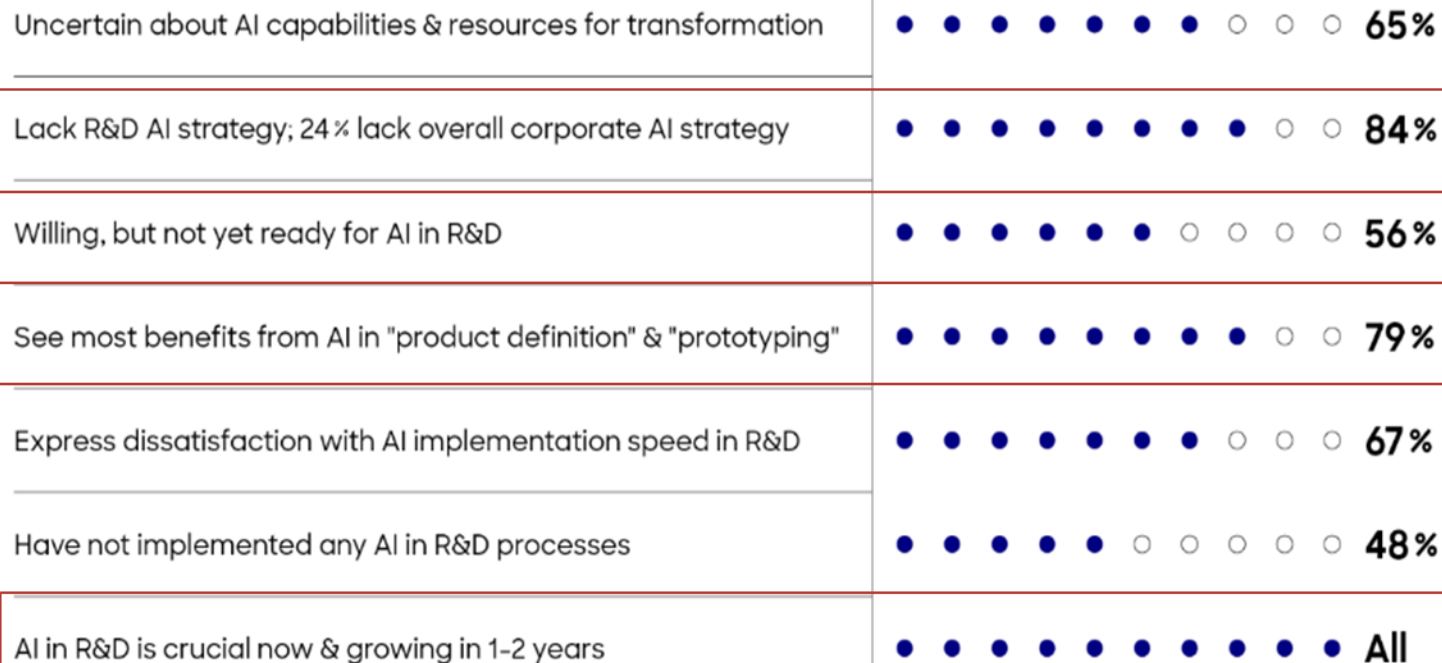 Uncertain about AI capabilities & resources for transformation 65%
Lack R&D AI strategy; 24% lack overall corporate AI strategy 84%
Willing, but not yet ready for AI in R&D 56%
See most benefits from AI in "product definition" & "prototyping" 79%
Express dissatisfaction with AI implementation speed in R&D 67%
Have not implemented any AI in R&D processes 48%
AI in R&D is crucial now & growing in 1-2 years All